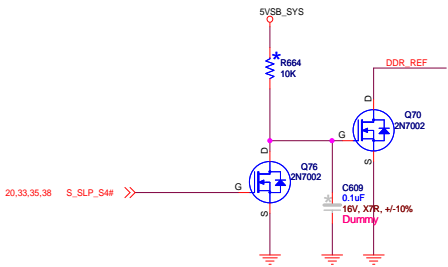 5VSB_SYS
*
R664
10K
DDR_REF
D
Q70
2N7002
G
S
D
Q76
2N7002
20,33,35,38 S_SLP_S4#
G
S
*
C609
0.1uF
16V, X7R, +/-10%
Dummy